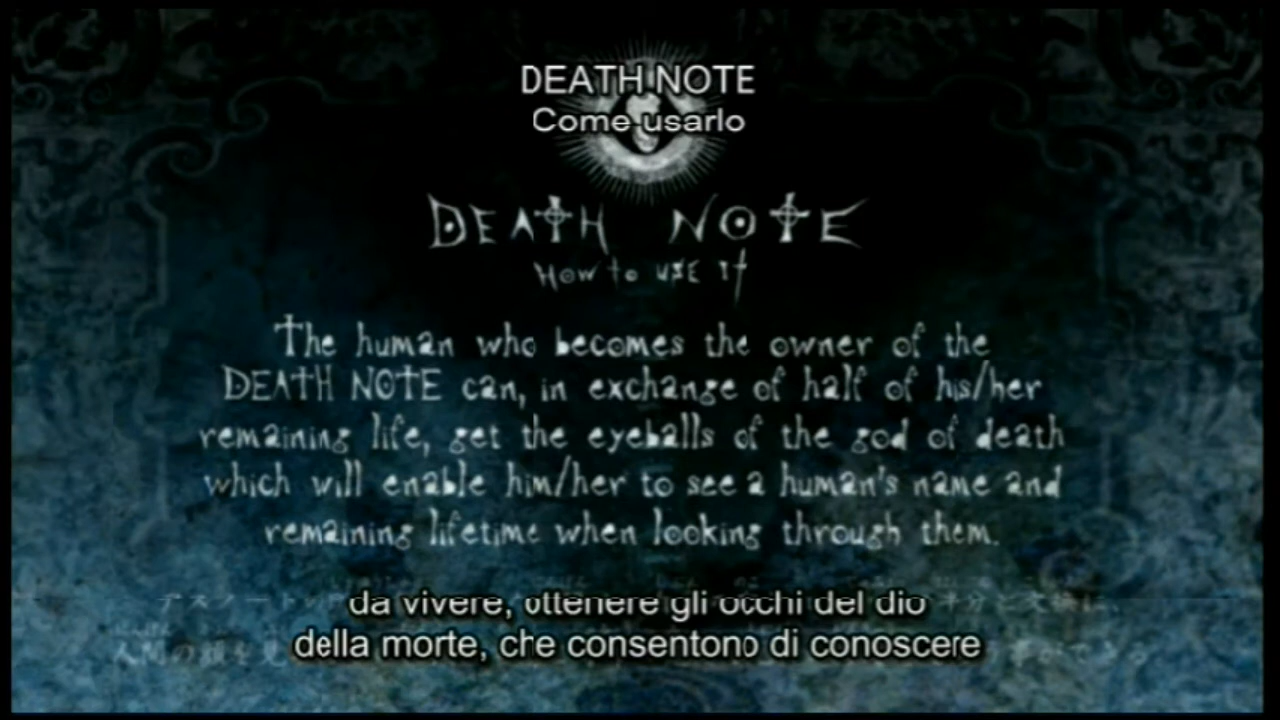 DEATH NOTE
Come usarlo
DEATH NOTE
How to use it
The human who becomes the owner of the
DEATH NOTE can, in exchange of half of his/her
remaining life, get the eyeballs of the god of death
which will enable him/her to see a human's name and
remaining lifetime when looking through them.
da vivere, ottenere gli occhi del dio
della morte, che consentono di conoscere